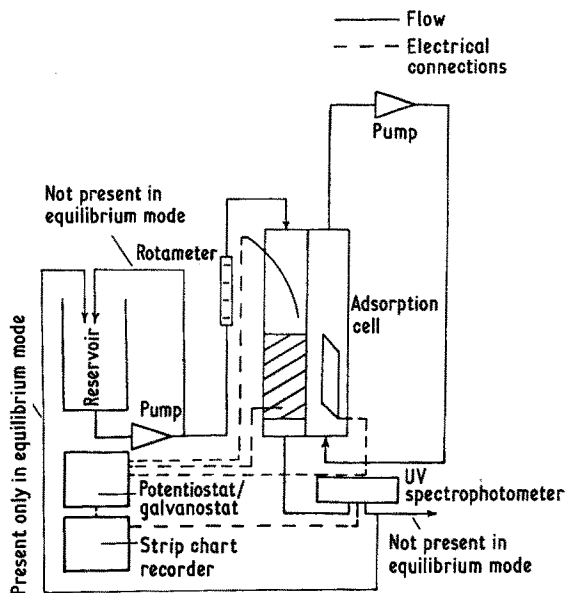 Flow
Electrical
connections
Pump
Not present in
equilibrium mode
Rotameter
Adsorption
cell
Reservoir
Pump
Present only in equilibrium mode
Potentiostat/
galvanostat
UV
spectrophotometer
Strip chart
recorder
Not present in
equilibrium mode